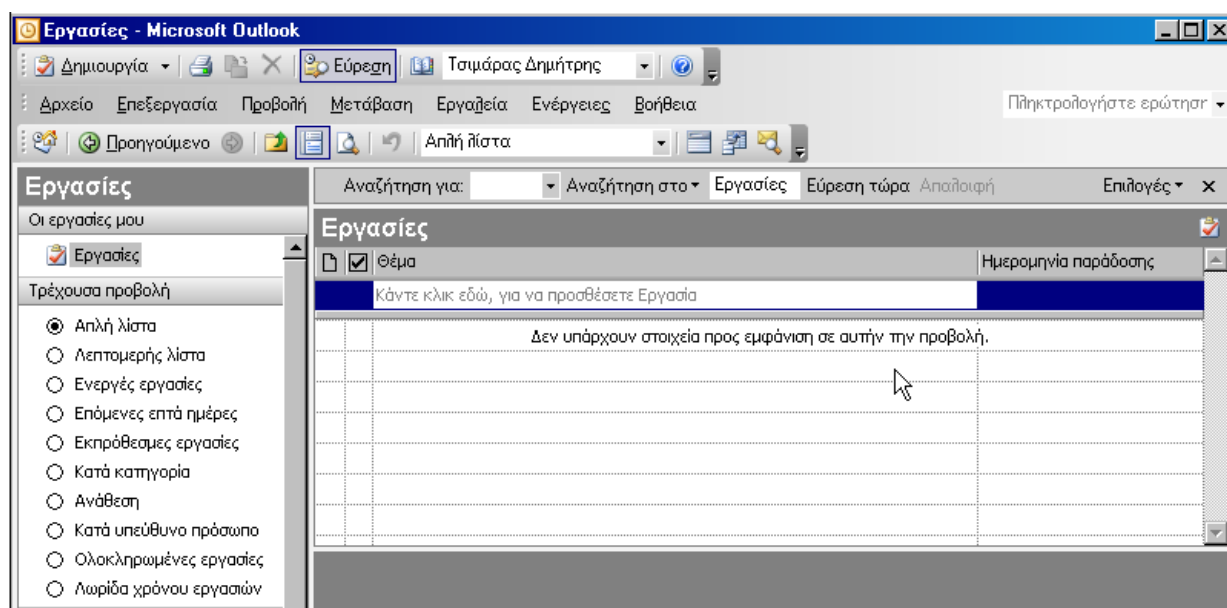 Εργασίες - Microsoft Outlook
Δημιουργία Εύρεση Τσιμάρας Δημήτρης
Αρχείο Επεξεργασία Προβολή Μετάβαση Εργαλεία Ενέργειες Βοήθεια Πληκτρολογήστε ερώτηση
Προηγούμενο Απλή λίστα
Εργασίες
Αναζήτηση για: Αναζήτηση στο Εργασίες Εύρεση τώρα Απαλοιφή Επιλογές
Οι εργασίες μου
Εργασίες
Τρέχουσα προβολή
Απλή λίστα
Λεπτομερής λίστα
Ενεργές εργασίες
Επόμενες επτά ημέρες
Εκπρόθεσμες εργασίες
Κατά κατηγορία
Ανάθεση
Κατά υπεύθυνο πρόσωπο
Ολοκληρωμένες εργασίες
Λωρίδα χρόνου εργασιών
Εργασίες
Θέμα Ημερομηνία παράδοσης
Κάντε κλικ εδώ, για να προσθέσετε Εργασία
Δεν υπάρχουν στοιχεία προς εμφάνιση σε αυτήν την προβολή.